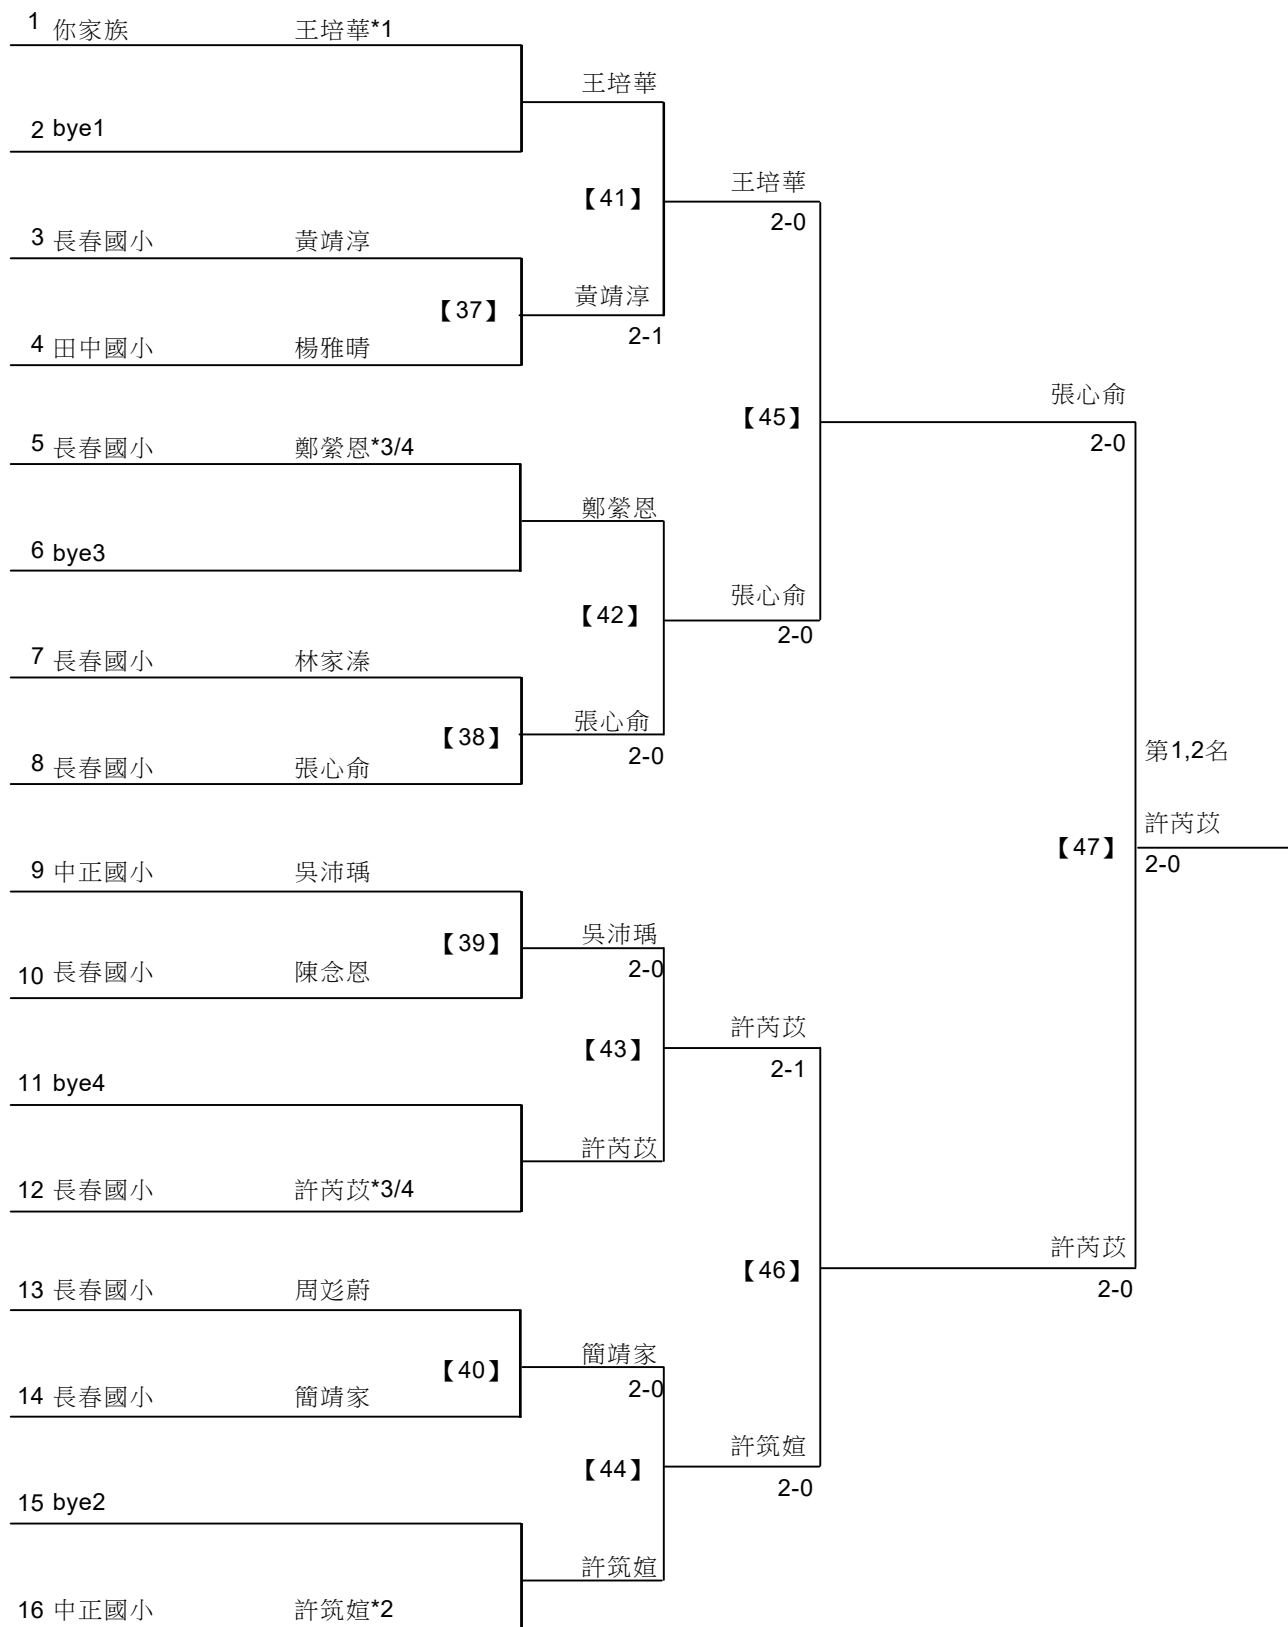 1 你家族 王培華*1
王培華
2 bye1
王培華
【41】
2-0
3 長春國小 黃靖淳
黃靖淳
【37】
2-1
4 田中國小 楊雅晴
張心俞
【45】
2-0
5 長春國小 鄭縈恩*3/4
鄭縈恩
6 bye3
張心俞
【42】
2-0
7 長春國小 林家溱
張心俞
【38】
2-0
8 長春國小 張心俞
第1,2名
許芮苡
【47】
2-0
9 中正國小 吳沛瑀
吳沛瑀
【39】
2-0
10 長春國小 陳念恩
許芮苡
【43】
2-1
11 bye4
許芮苡
12 長春國小 許芮苡*3/4
許芮苡
【46】
2-0
13 長春國小 周彣蔚
簡靖家
【40】
2-0
14 長春國小 簡靖家
許筑媗
【44】
2-0
15 bye2
許筑媗
16 中正國小 許筑媗*2